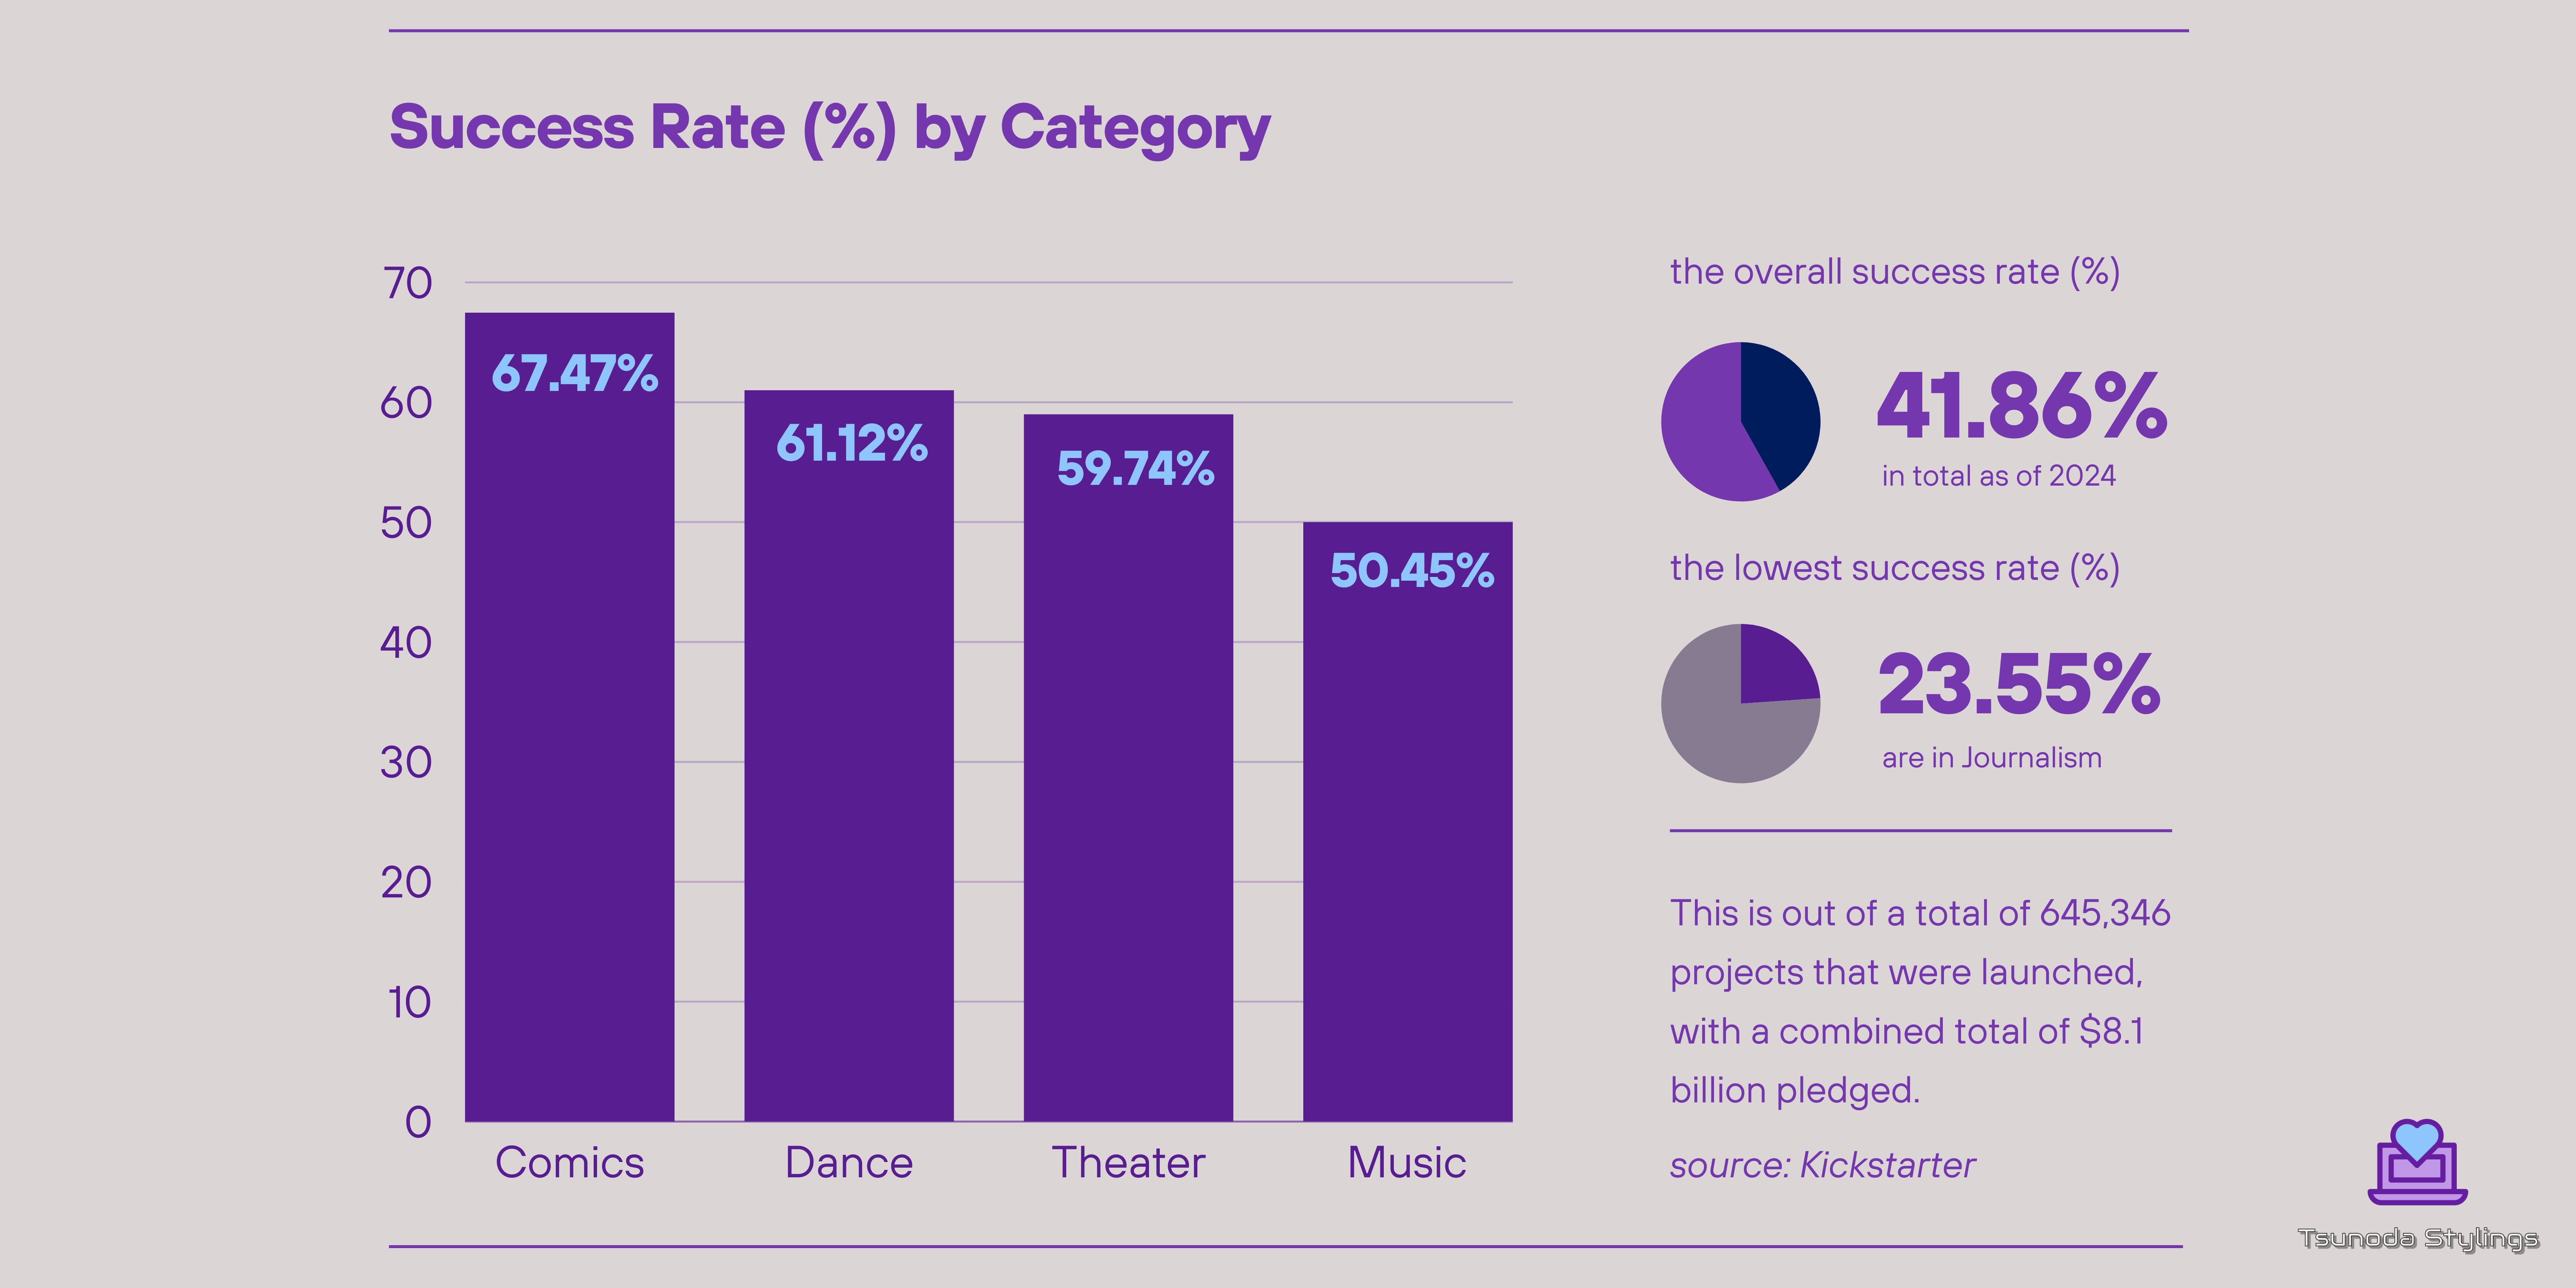 Success Rate (%) by Category
70
60
50
40
30
20
10
0
67.47%
61.12%
59.74%
50.45%
Comics
Dance
Theater
Music
the overall success rate (%)
41.86%
in total as of 2024
the lowest success rate (%)
23.55%
are in Journalism
This is out of a total of 645,346
projects that were launched,
with a combined total of $8.1
billion pledged.
source: Kickstarter
Tsunoda Stylings